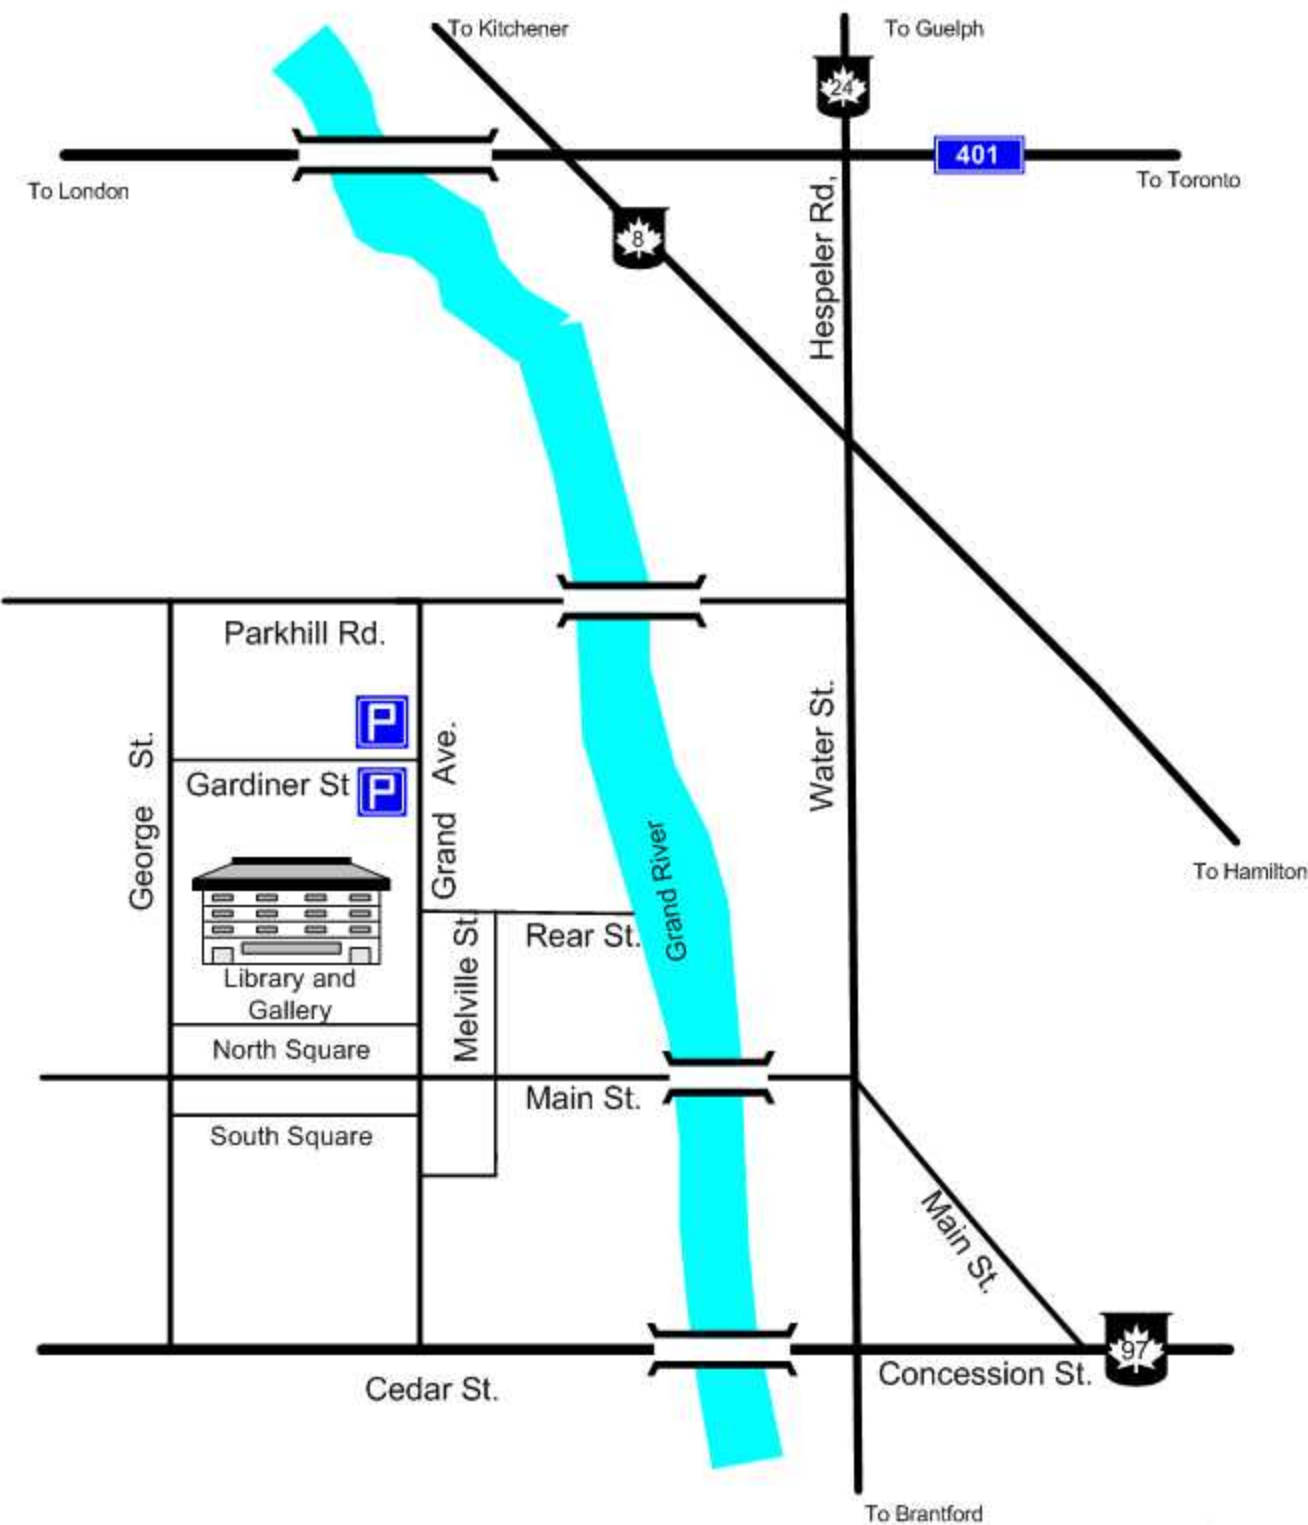 To Kitchener
To Guelph
24
401
To London
To Toronto
Hespeler Rd,
8
Parkhill Rd.
Water St.
George St.
Grand Ave.
P
Gardiner St
P
Grand River
To Hamilton
Melville St.
Rear St.
Library and
Gallery
North Square
Main St.
South Square
Main St.
97
Concession St.
Cedar St.
To Brantford